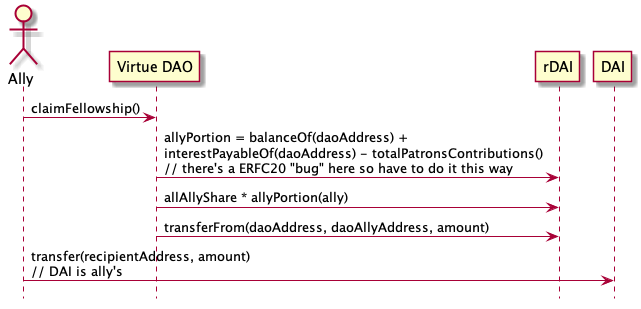 Ally
Virtue DAO
rDAI
DAI
claimFellowship()
allyPortion = balanceOf(daoAddress) +
interestPayableOf(daoAddress) - totalPatronsContributions()
// there's a ERFC20 "bug" here so have to do it this way
allAllyShare * allyPortion(ally)
transferFrom(daoAddress, daoAllyAddress, amount)
transfer(recipientAddress, amount)
// DAI is ally's